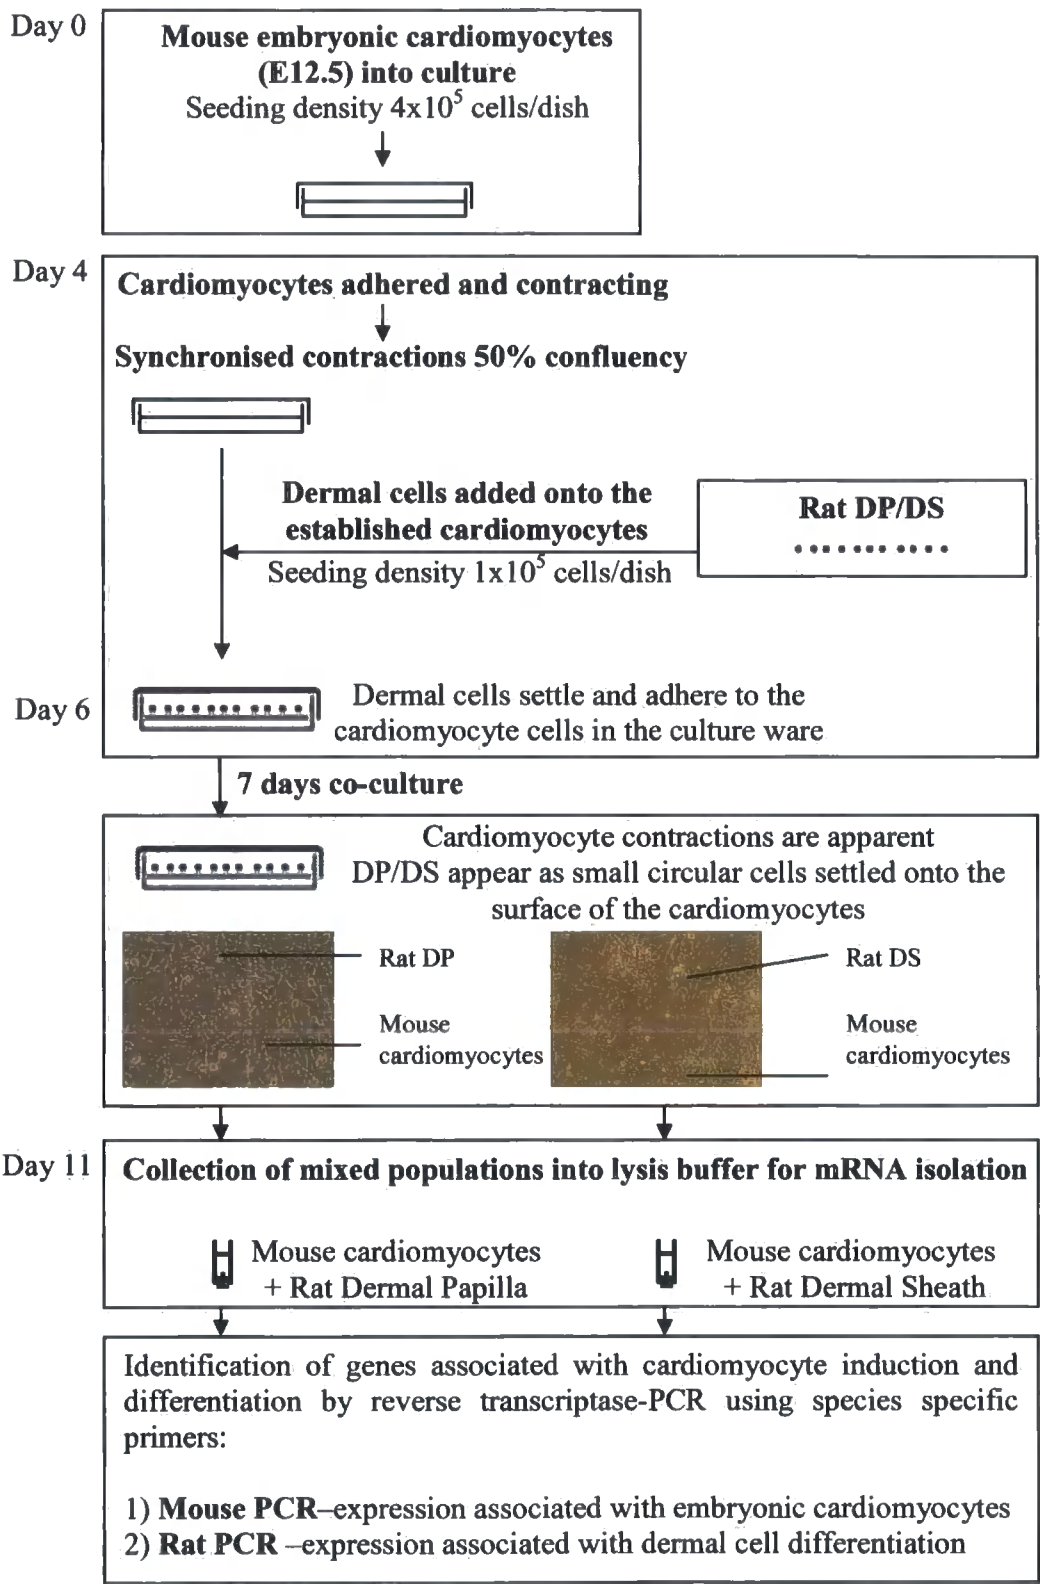 Day 0
Mouse embryonic cardiomyocytes
(E12.5) into culture
Seeding density 4x10⁵ cells/dish
Day 4
Cardiomyocytes adhered and contracting
Synchronised contractions 50% confluency
Dermal cells added onto the
established cardiomyocytes
Seeding density 1x10⁵ cells/dish
Rat DP/DS
Day 6
Dermal cells settle and adhere to the
cardiomyocyte cells in the culture ware
7 days co-culture
Cardiomyocyte contractions are apparent
DP/DS appear as small circular cells settled onto the
surface of the cardiomyocytes
Rat DP
Mouse
cardiomyocytes
Rat DS
Mouse
cardiomyocytes
Day 11
Collection of mixed populations into lysis buffer for mRNA isolation
Mouse cardiomyocytes
+ Rat Dermal Papilla
Mouse cardiomyocytes
+ Rat Dermal Sheath
Identification of genes associated with cardiomyocyte induction and
differentiation by reverse transcriptase-PCR using species specific
primers:
1) Mouse PCR–expression associated with embryonic cardiomyocytes
2) Rat PCR –expression associated with dermal cell differentiation